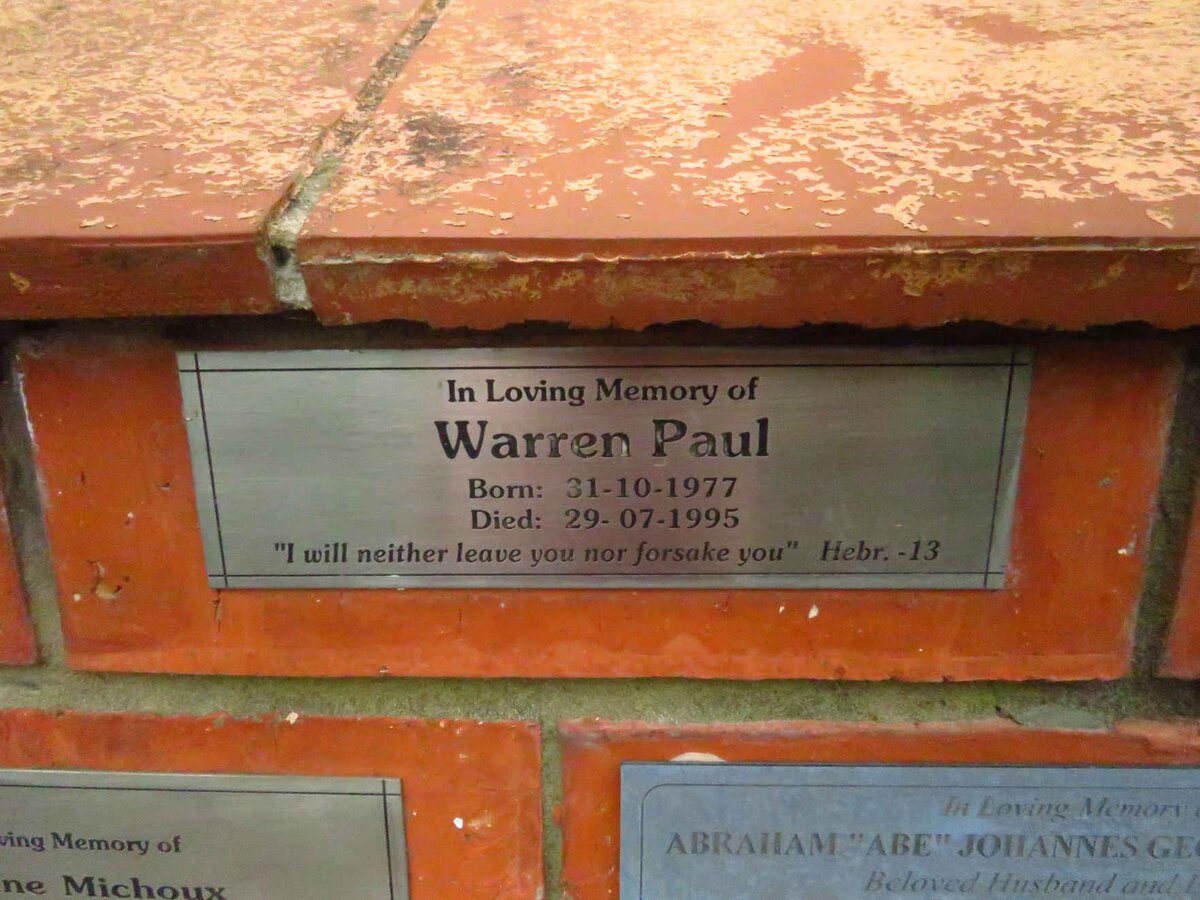 In Loving Memory of
Warren Paul
Born: 31-10-1977
Died: 29- 07-1995
"I will neither leave you nor forsake you" Hebr. -13
Memory of
Michoux
In Loving Memory
ABRAHAM "ABE" JOHANNES
Beloved Husband and